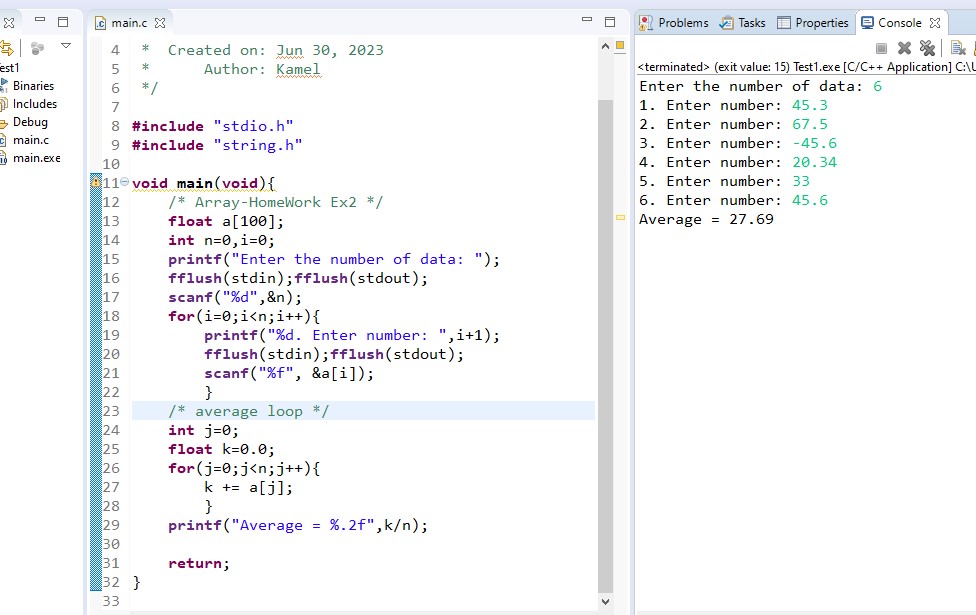 main.c
Problems Tasks Properties Console
<terminated> (exit value: 15) Test1.exe [C/C++ Application] C:\U
est1
Binaries
Includes
Debug
main.c
main.exe
4 * Created on: Jun 30, 2023
5 * Author: Kamel
6 */
7
8 #include "stdio.h"
9 #include "string.h"
10
11 void main(void){
12 /* Array-HomeWork Ex2 */
13 float a[100];
14 int n=0,i=0;
15 printf("Enter the number of data: ");
16 fflush(stdin);fflush(stdout);
17 scanf("%d",&n);
18 for(i=0;i<n;i++){
19 printf("%d. Enter number: ",i+1);
20 fflush(stdin);fflush(stdout);
21 scanf("%f", &a[i]);
22 }
23 /* average loop */
24 int j=0;
25 float k=0.0;
26 for(j=0;j<n;j++){
27 k += a[j];
28 }
29 printf("Average = %.2f",k/n);
30
31 return;
32 }
33
Enter the number of data: 6
1. Enter number: 45.3
2. Enter number: 67.5
3. Enter number: -45.6
4. Enter number: 20.34
5. Enter number: 33
6. Enter number: 45.6
Average = 27.69